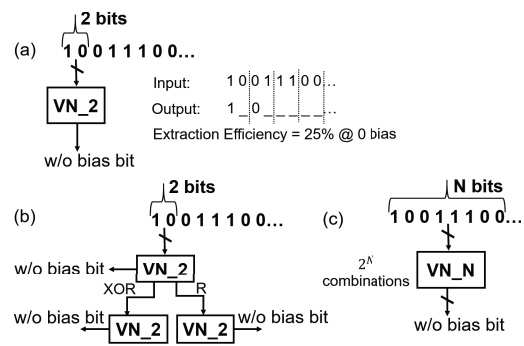 (a)
2 bits
1 0 0 1 1 1 0 0...
VN_2
w/o bias bit
Input: 1 0 0 1 1 1 0 0 ...
Output: 1 _ 0 _ _ _ _ _ ...
Extraction Efficiency = 25% @ 0 bias
(b)
2 bits
1 0 0 1 1 1 0 0...
w/o bias bit
VN_2
XOR
R
w/o bias bit
VN_2
VN_2
w/o bias bit
(c)
N bits
1 0 0 1 1 1 0 0...
2^N
combinations
VN_N
w/o bias bit